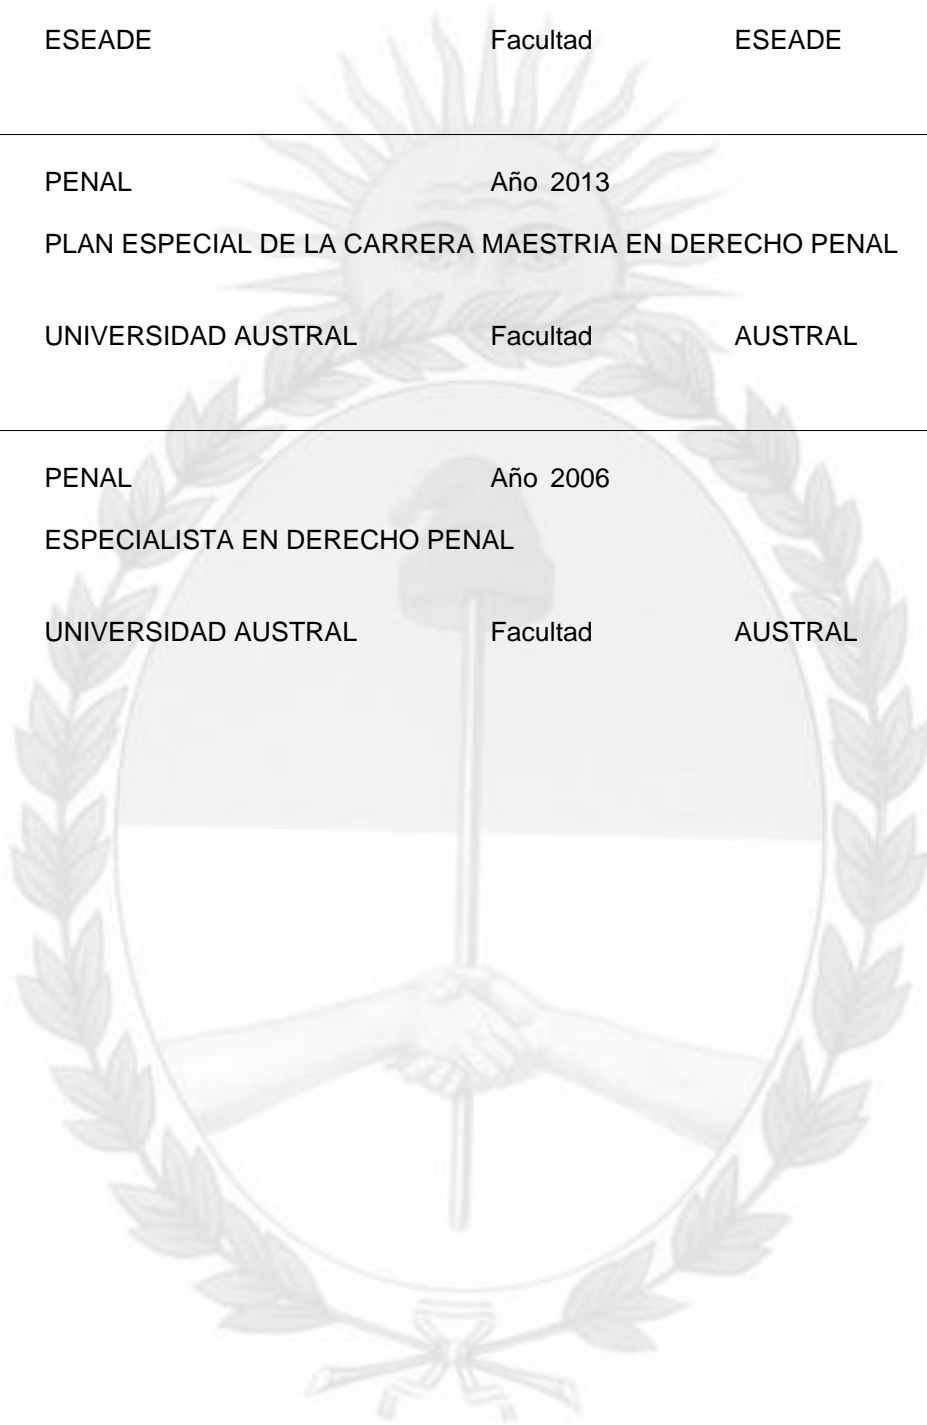 ESEADE Facultad ESEADE
PENAL Año 2013
PLAN ESPECIAL DE LA CARRERA MAESTRIA EN DERECHO PENAL
UNIVERSIDAD AUSTRAL Facultad AUSTRAL
PENAL Año 2006
ESPECIALISTA EN DERECHO PENAL
UNIVERSIDAD AUSTRAL Facultad AUSTRAL